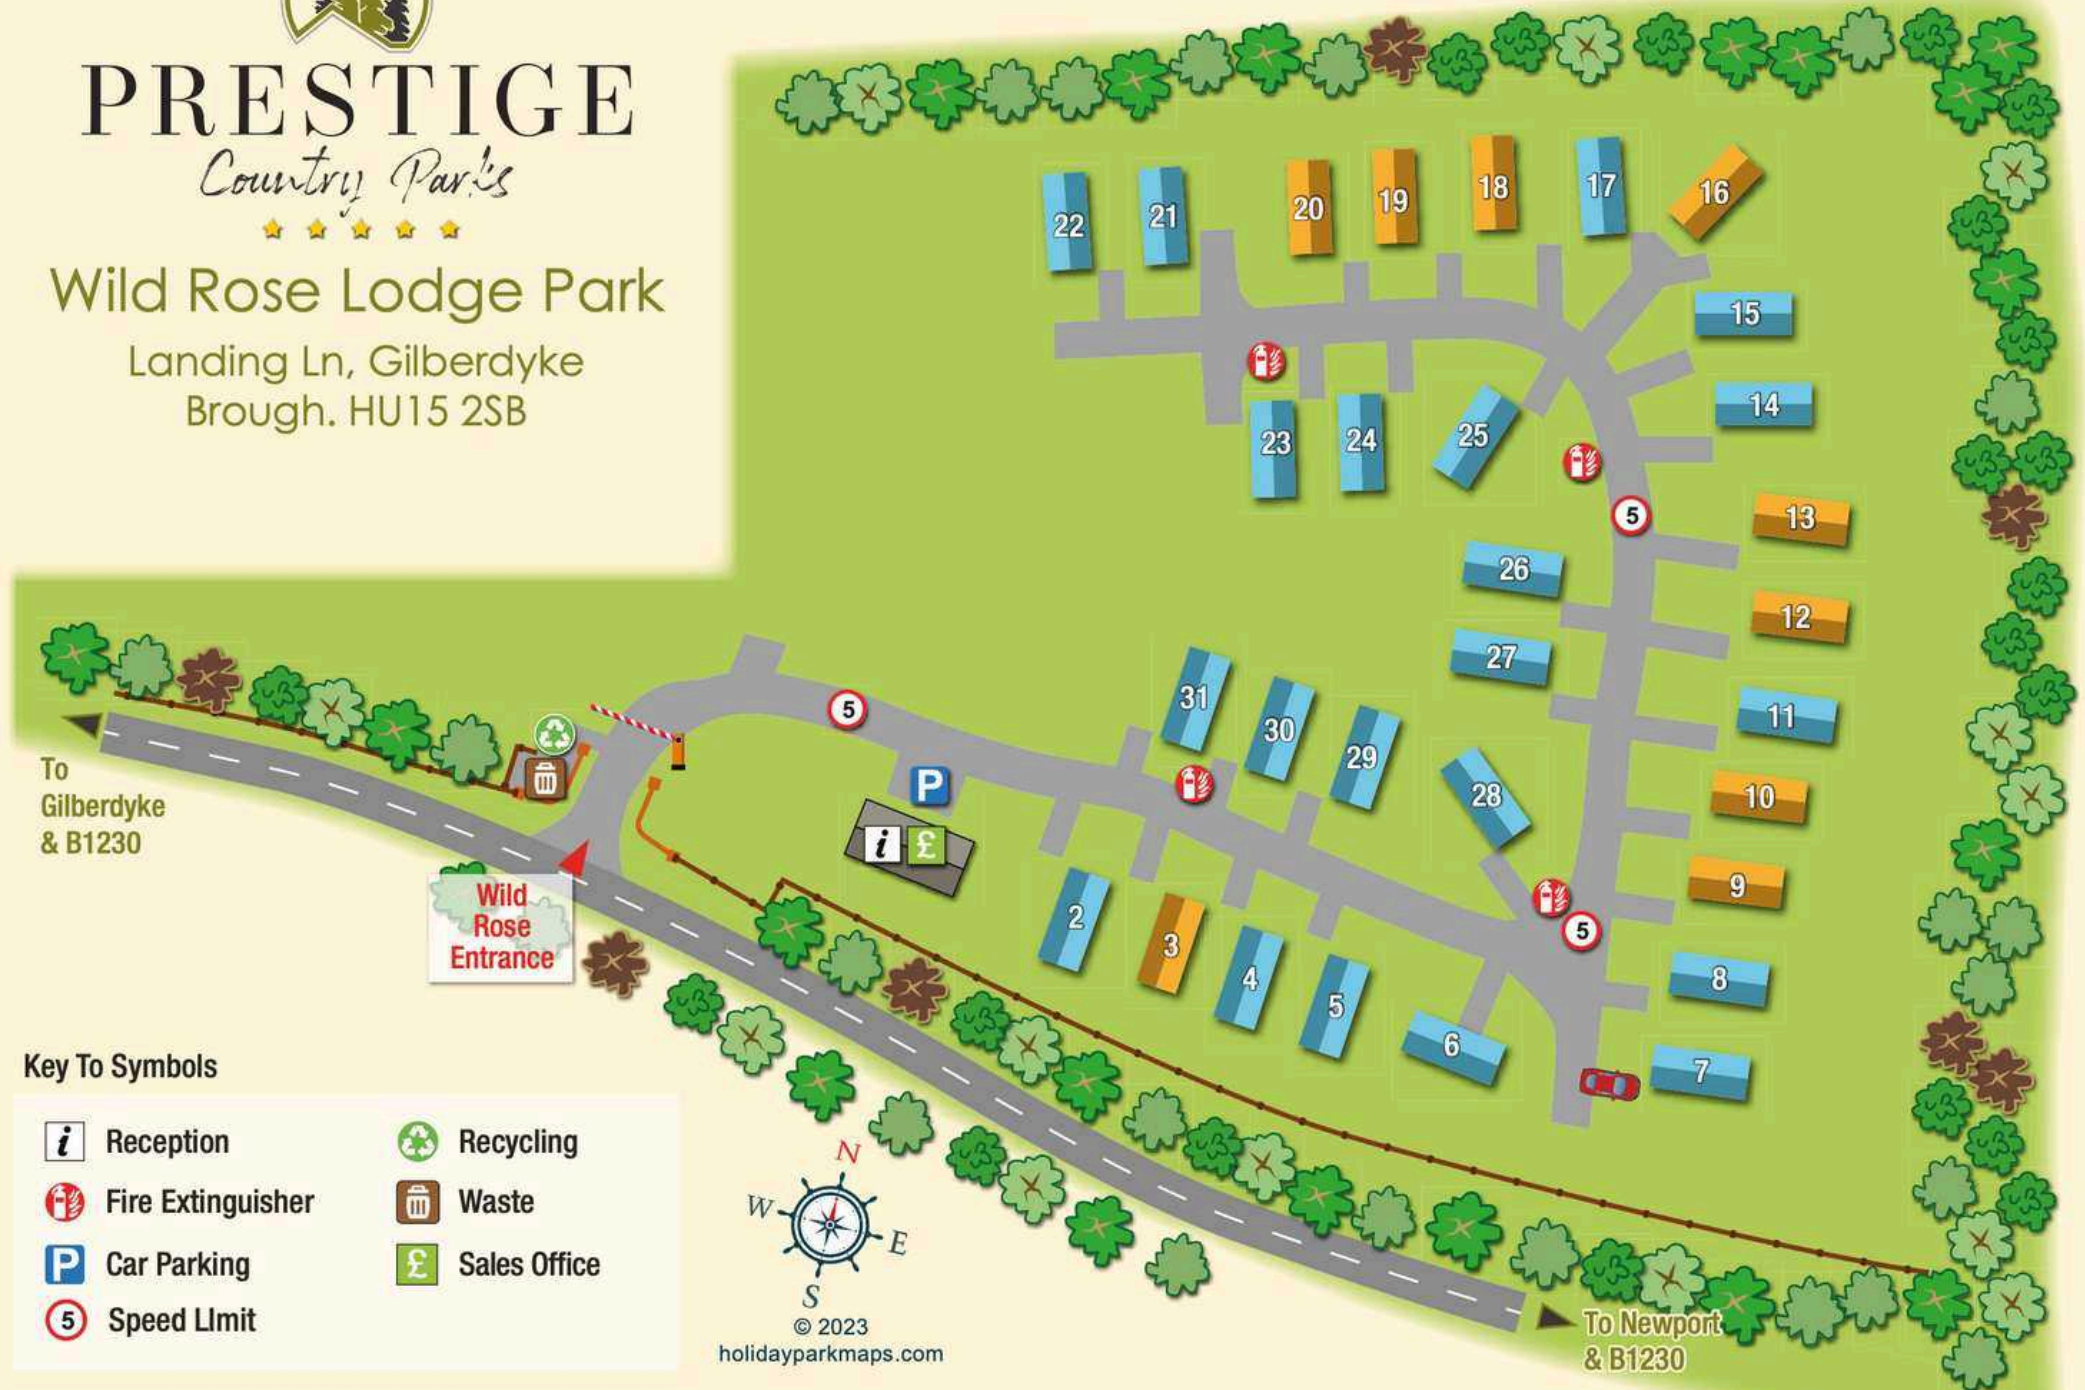 PRESTIGE
Country Parks
Wild Rose Lodge Park
Landing Ln, Gilberdyke
Brough. HU15 2SB
22
21
20
19
18
17
16
15
14
23
24
25
5
13
26
12
27
11
31
30
29
28
10
9
5
P
i £
2
3
4
5
6
5
8
7
To
Gilberdyke
& B1230
Wild
Rose
Entrance
Key To Symbols
i Reception
Recycling
Fire Extinguisher
Waste
P Car Parking
£ Sales Office
5 Speed LImit
N
W
E
S
© 2023
holidayparkmaps.com
To Newport
& B1230